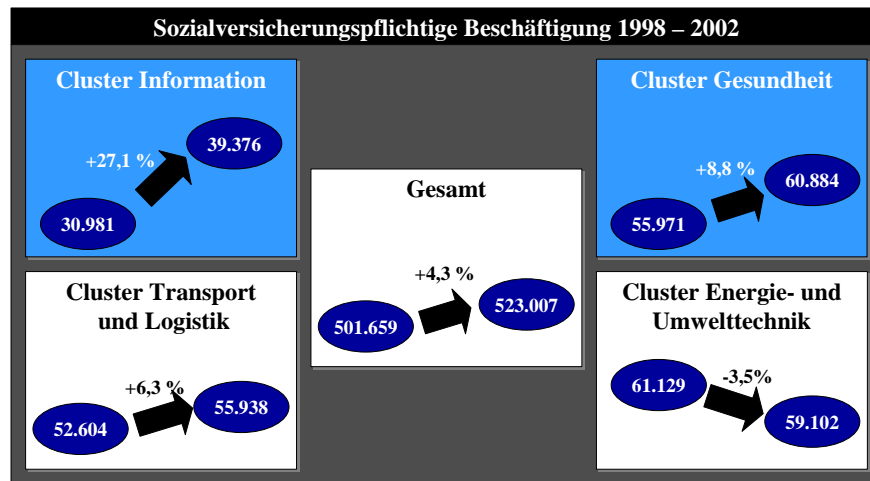 Sozialversicherungspflichtige Beschäftigung 1998 – 2002
Cluster Information
+27,1 %
39.376
30.981
Cluster Gesundheit
+8,8 %
60.884
55.971
Gesamt
+4,3 %
523.007
501.659
Cluster Transport
und Logistik
+6,3 %
55.938
52.604
Cluster Energie- und
Umwelttechnik
61.129
-3,5%
59.102